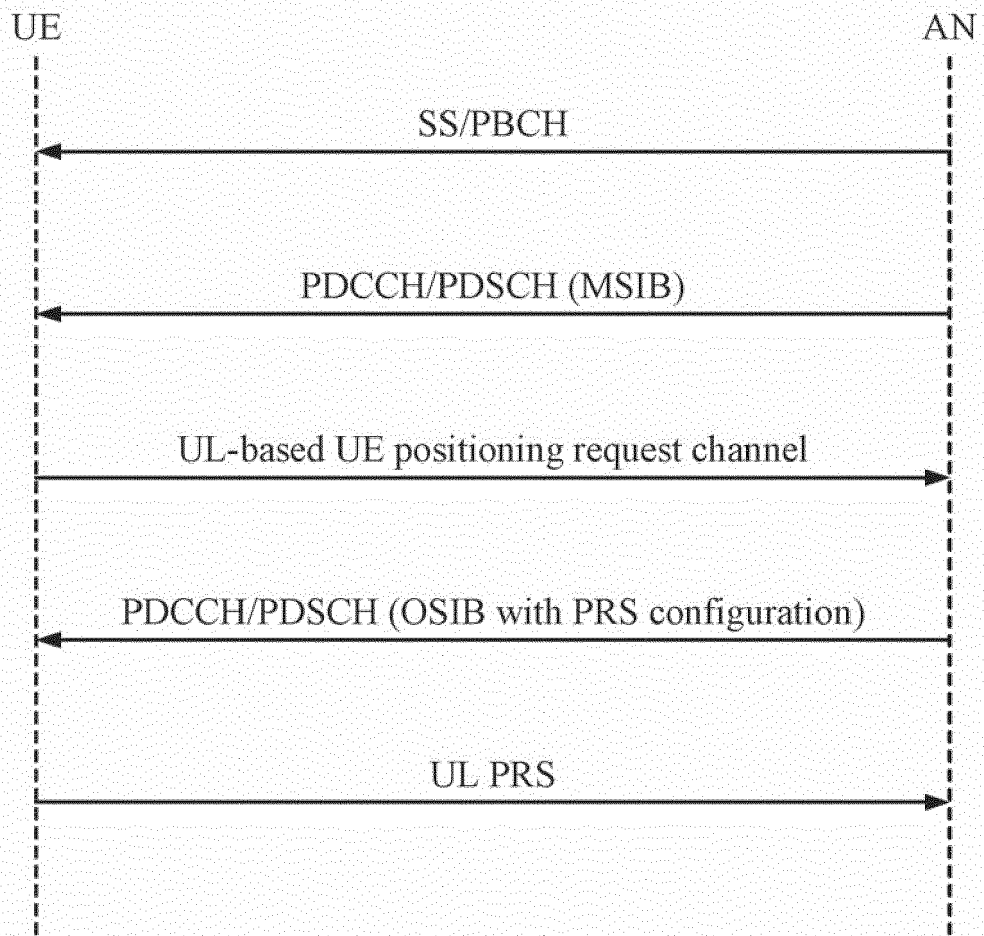 UE AN
SS/PBCH
PDCCH/PDSCH (MSIB)
UL-based UE positioning request channel
PDCCH/PDSCH (OSIB with PRS configuration)
UL PRS